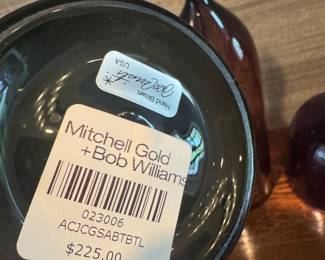 Hand Blown
USA
Mitchell Gold
+Bob Williams
023006
ACJCGSABTBTL
$225.00